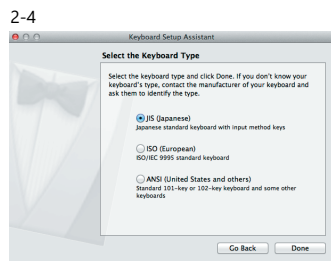 2-4
Keyboard Setup Assistant
Select the Keyboard Type
Select the keyboard type and click Done. If you don't know your
keyboard's type, contact the manufacturer of your keyboard and
ask them to identify the type.
JIS (Japanese)
Japanese standard keyboard with input method keys
ISO (European)
ISO/IEC 9995 standard keyboard
ANSI (United States and others)
Standard 101-key or 102-key keyboard and some other
keyboards
Go Back Done